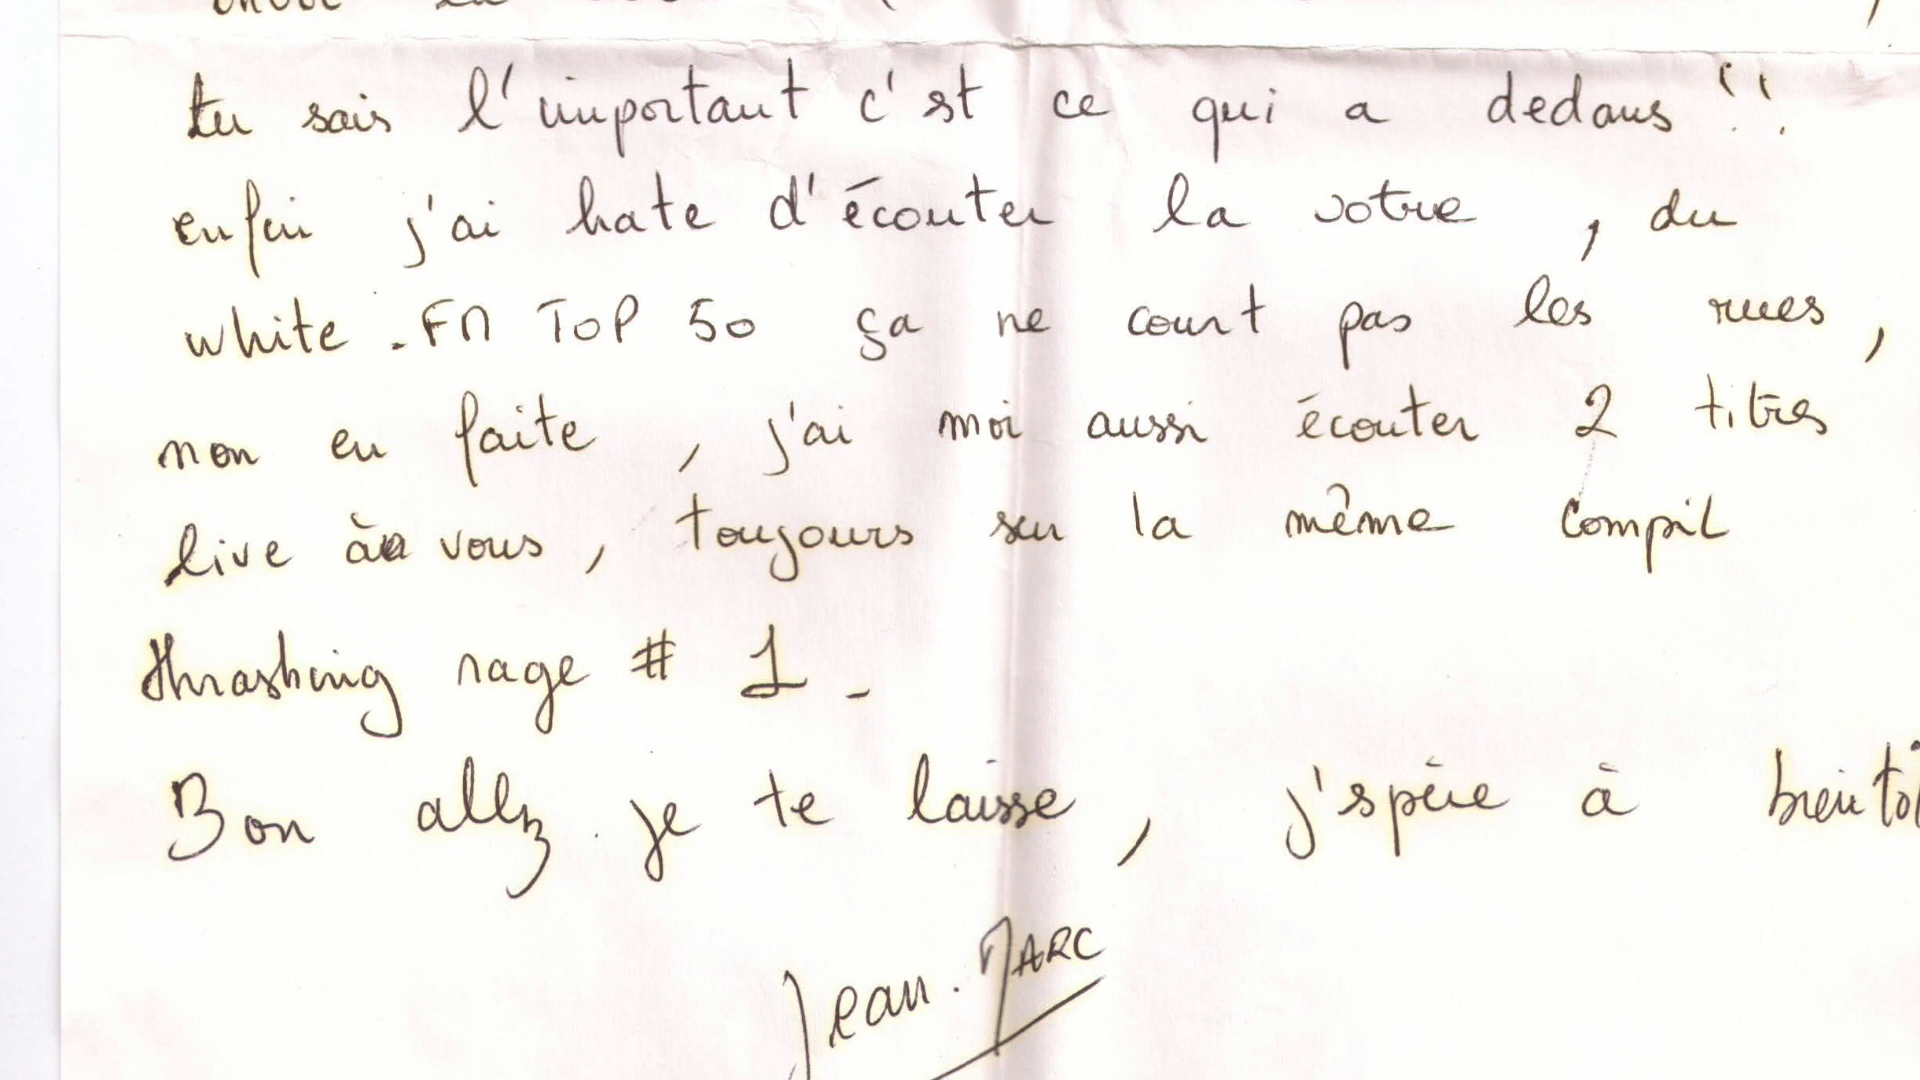 tu sais l'important c'est ce qui a dedans !!
enfin j'ai hate d'écouter la votre, du
white. FM TOP 50 ça ne court pas les rues,
non en faite, j'ai moi aussi écouter 2 titres
live à vous, toujours sur la même compil
thrashing rage # 1.
Bon allez je te laisse, j'spère à bientôt
Jean. MARC